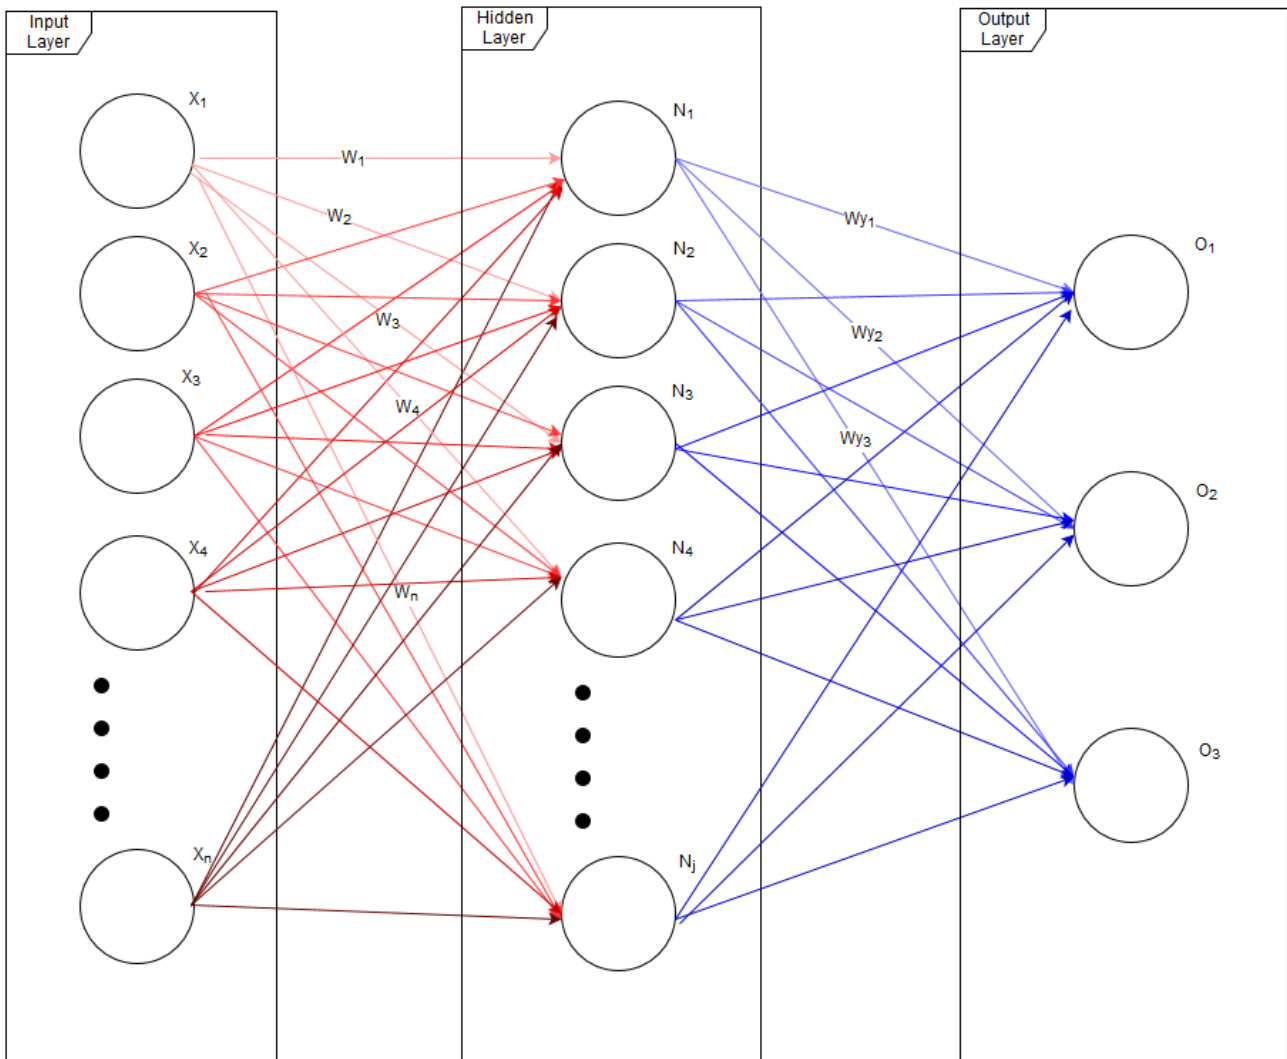 Input
Layer
Hidden
Layer
Output
Layer
X₁
X₂
X₃
X₄
Xₙ
W₁
W₂
W₃
W₄
Wₙ
N₁
N₂
N₃
N₄
Nⱼ
Wy₁
Wy₂
Wy₃
O₁
O₂
O₃